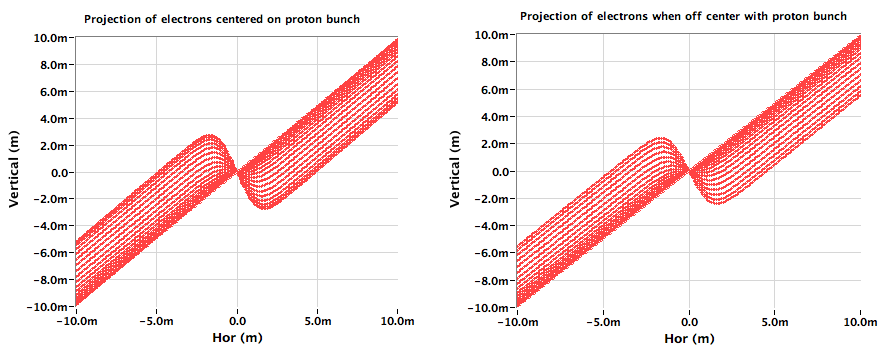 Projection of electrons centered on proton bunch
10.0m
8.0m
6.0m
4.0m
2.0m
0.0
−2.0m
−4.0m
−6.0m
−8.0m
−10.0m
Vertical (m)
−10.0m −5.0m 0.0 5.0m 10.0m
Hor (m)
Projection of electrons when off center with proton bunch
10.0m
8.0m
6.0m
4.0m
2.0m
0.0
−2.0m
−4.0m
−6.0m
−8.0m
−10.0m
Vertical (m)
−10.0m −5.0m 0.0 5.0m 10.0m
Hor (m)